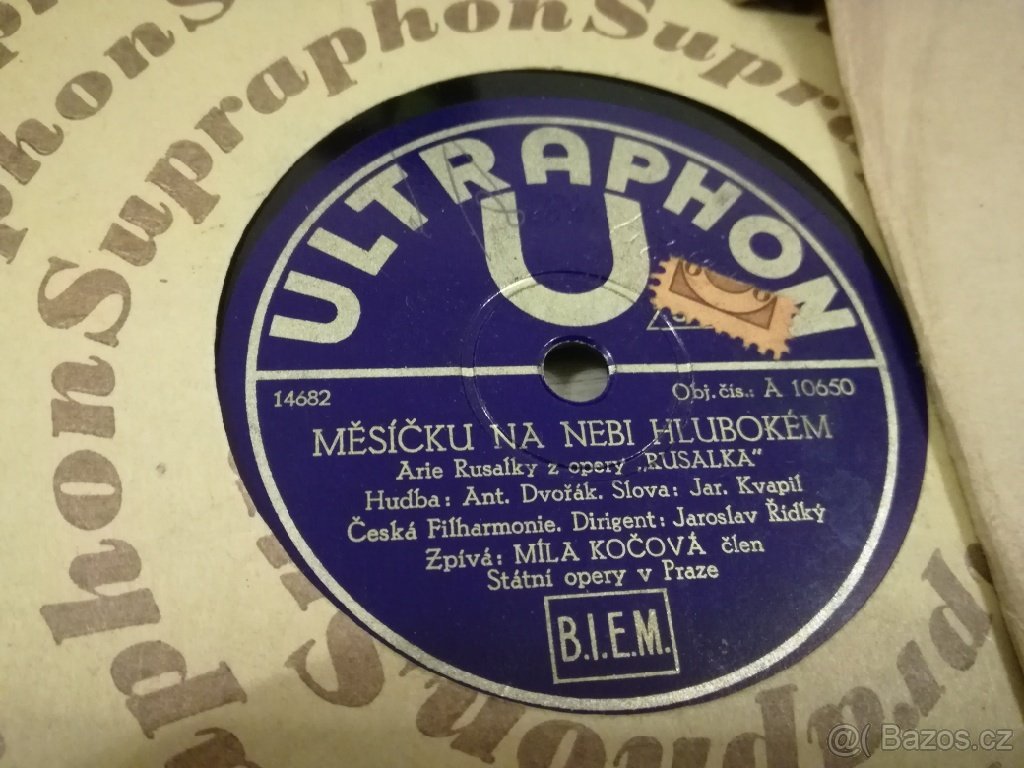 Supraphon Supraphon
ULTRAPHON
U
14682
Obj. čís.: A 10650
MĚSÍČKU NA NEBI HLUBOKÉM
Arie Rusalky z opery „RUSALKA"
Hudba: Ant. Dvořák. Slova: Jar. Kvapil
Česká Filharmonie. Dirigent: Jaroslav Řídký
Zpívá: MÍLA KOČOVÁ člen
Státní opery v Praze
B.I.E.M.
@( Bazos.cz